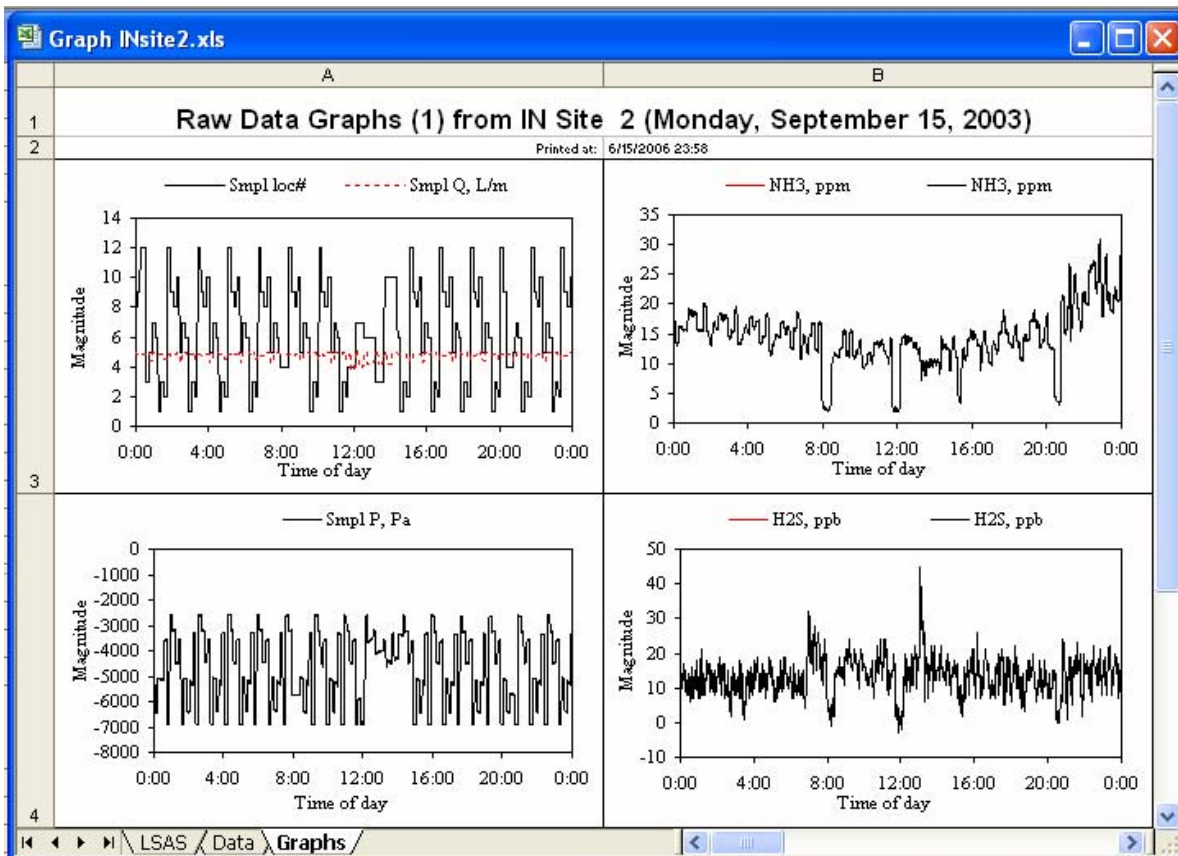 Graph INsite2.xls
A B
1 Raw Data Graphs (1) from IN Site 2 (Monday, September 15, 2003)
2 Printed at: 6/15/2006 23:58
3
Smpl loc# Smpl Q, L/m
Magnitude
14
12
10
8
6
4
2
0
0:00 4:00 8:00 12:00 16:00 20:00 0:00
Time of day
NH3, ppm NH3, ppm
Magnitude
35
30
25
20
15
10
5
0
0:00 4:00 8:00 12:00 16:00 20:00 0:00
Time of day
4
Smpl P, Pa
Magnitude
0
-1000
-2000
-3000
-4000
-5000
-6000
-7000
-8000
0:00 4:00 8:00 12:00 16:00 20:00 0:00
Time of day
H2S, ppb H2S, ppb
Magnitude
50
40
30
20
10
0
-10
0:00 4:00 8:00 12:00 16:00 20:00 0:00
Time of day
LSAS Data Graphs